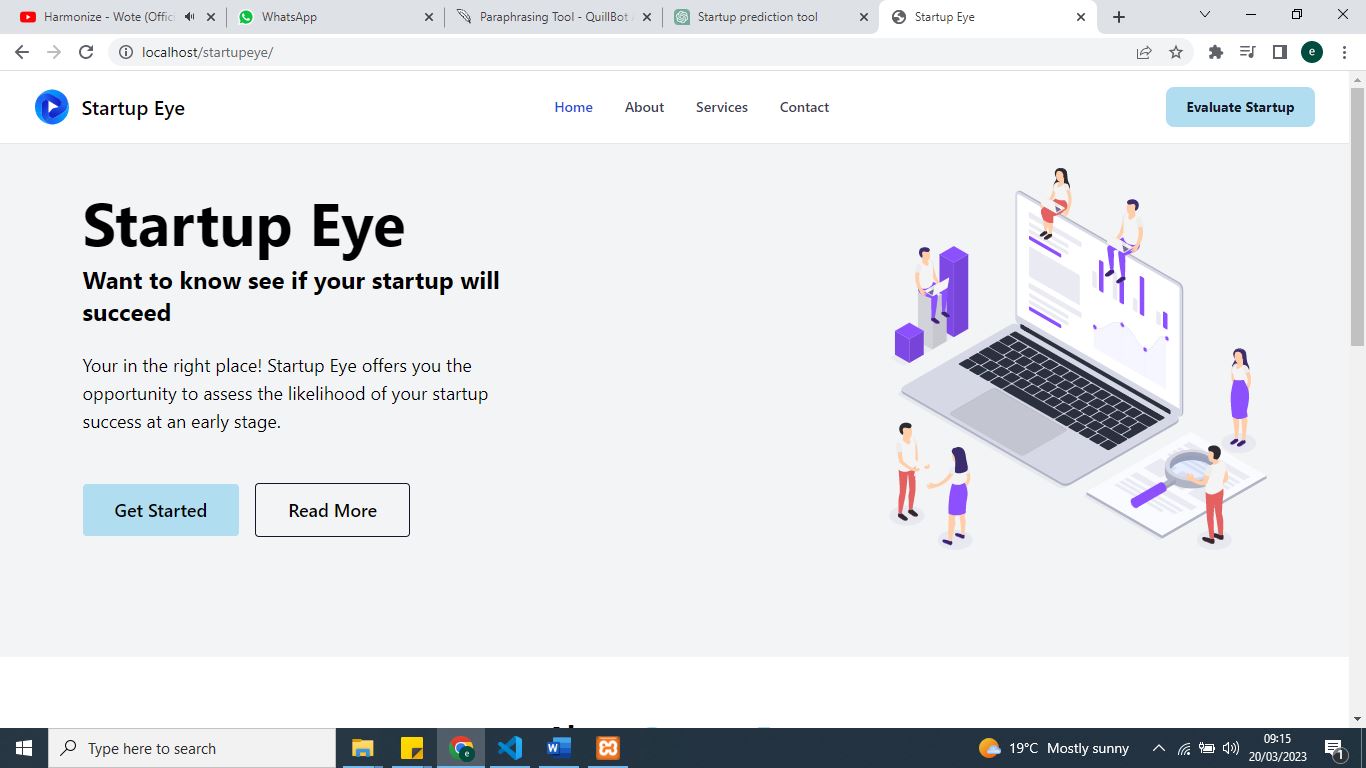 Harmonize - Wote (Offici
WhatsApp
Paraphrasing Tool - QuillBot A
Startup prediction tool
Startup Eye
localhost/startupeye/
e
Startup Eye
Home
About
Services
Contact
Evaluate Startup
Startup Eye
Want to know see if your startup will
succeed
Your in the right place! Startup Eye offers you the
opportunity to assess the likelihood of your startup
success at an early stage.
Get Started
Read More
Type here to search
19°C Mostly sunny
09:15
20/03/2023
1